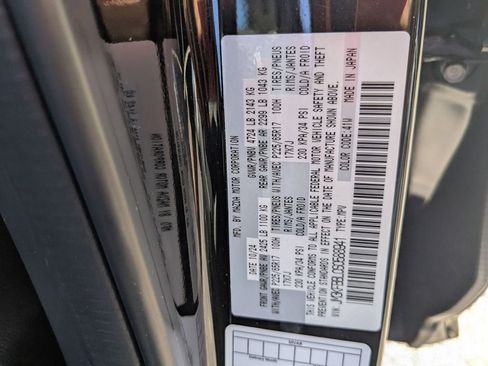 MFD. BY MAZDA MOTOR CORPORATION
DATE: 10/24 GVWR/PNBV 4724 LB 2143 KG
FRONT GAWR/PNBE AV 2425 LB 1100 KG REAR GAWR/PNBE AR 2299 LB 1043 KG
WITH/AVEC P225/65R17 100H TIRES/PNEUS WITH/AVEC P225/65R17 100H TIRES/PNEUS
17X7J RIMS/JANTES 17X7J RIMS/JANTES
230 KPA/34 PSI COLD/A FROID 230 KPA/34 PSI COLD/A FROID
THIS VEHICLE CONFORMS TO ALL APPLICABLE FEDERAL MOTOR VEHICLE SAFETY AND THEFT
PREVENTION STANDARDS IN EFFECT ON THE DATE OF MANUFACTURE SHOWN ABOVE.
TYPE: MPV COLOR CODE: 41W MADE IN JAPAN
MVAB